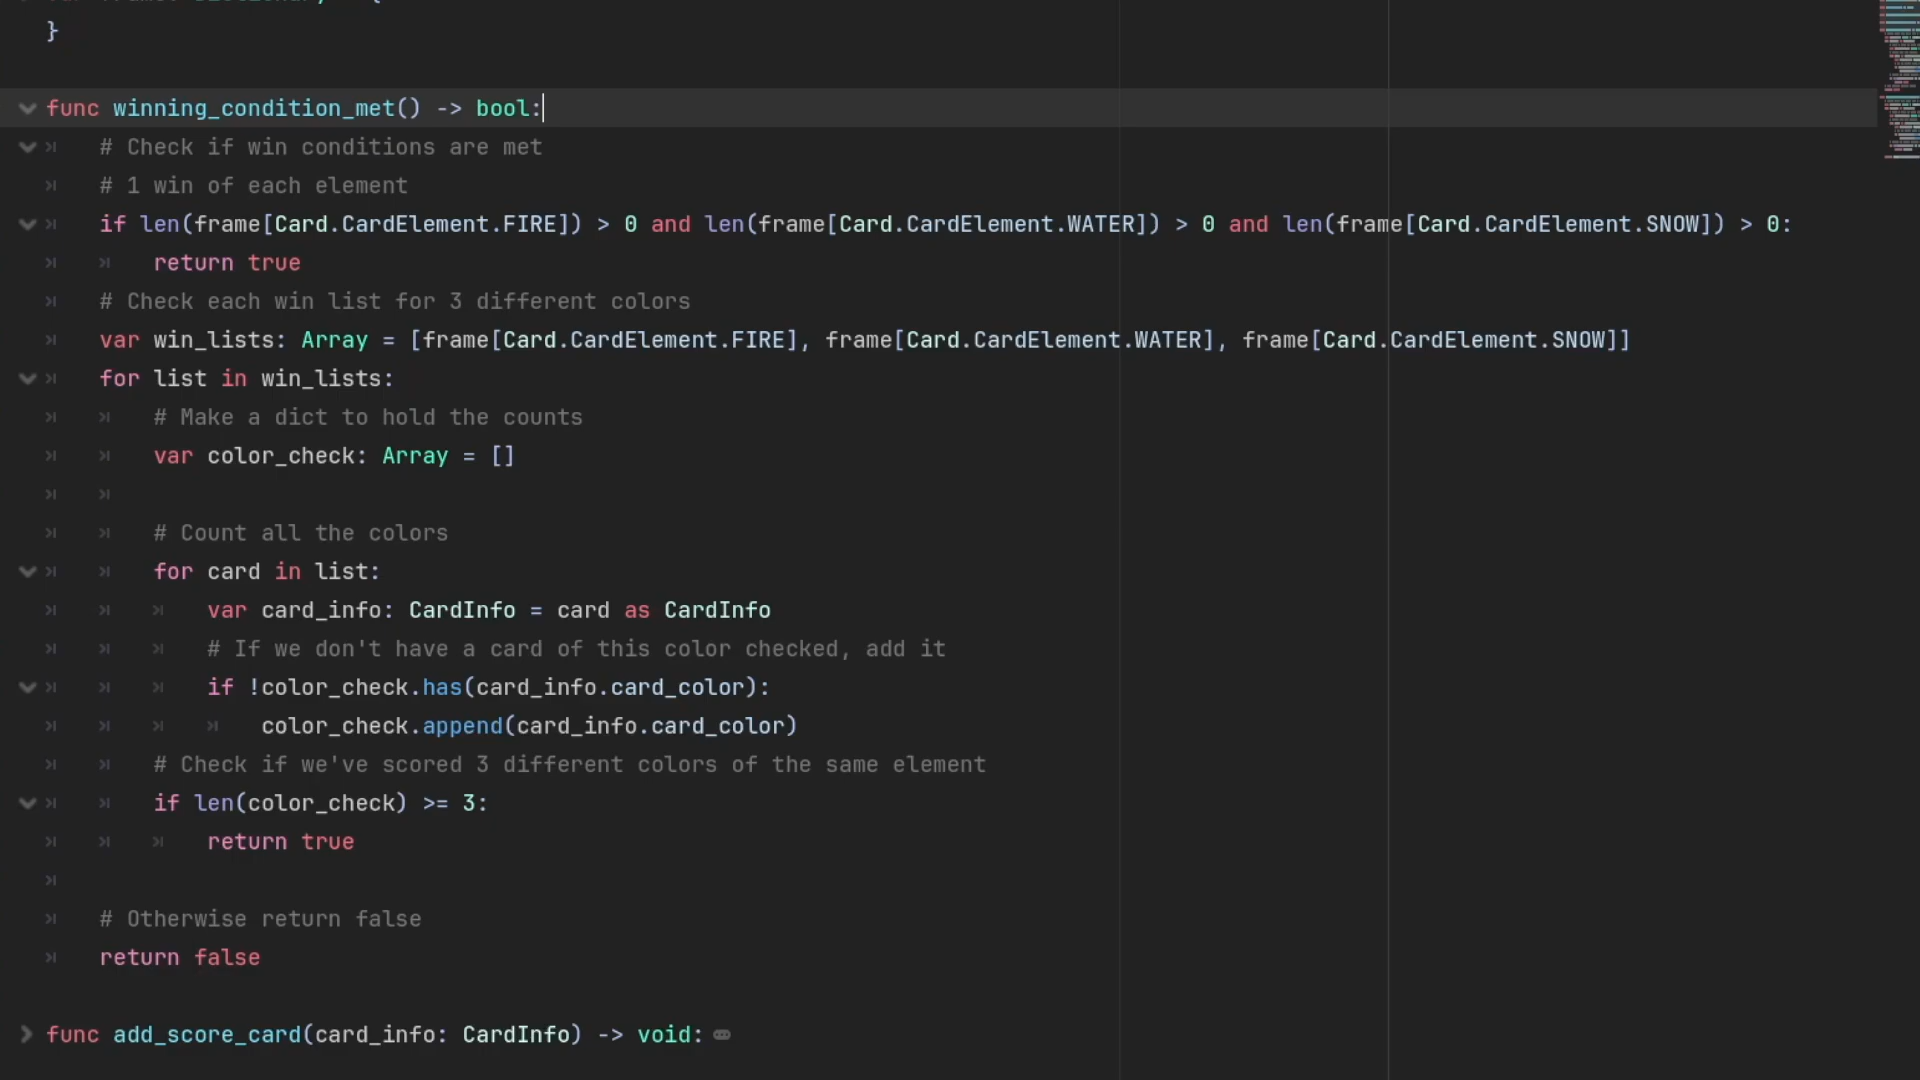 }
func winning_condition_met() -> bool:
# Check if win conditions are met
# 1 win of each element
if len(frame[Card.CardElement.FIRE]) > 0 and len(frame[Card.CardElement.WATER]) > 0 and len(frame[Card.CardElement.SNOW]) > 0:
return true
# Check each win list for 3 different colors
var win_lists: Array = [frame[Card.CardElement.FIRE], frame[Card.CardElement.WATER], frame[Card.CardElement.SNOW]]
for list in win_lists:
# Make a dict to hold the counts
var color_check: Array = []
# Count all the colors
for card in list:
var card_info: CardInfo = card as CardInfo
# If we don't have a card of this color checked, add it
if !color_check.has(card_info.card_color):
color_check.append(card_info.card_color)
# Check if we've scored 3 different colors of the same element
if len(color_check) >= 3:
return true
# Otherwise return false
return false
func add_score_card(card_info: CardInfo) -> void: